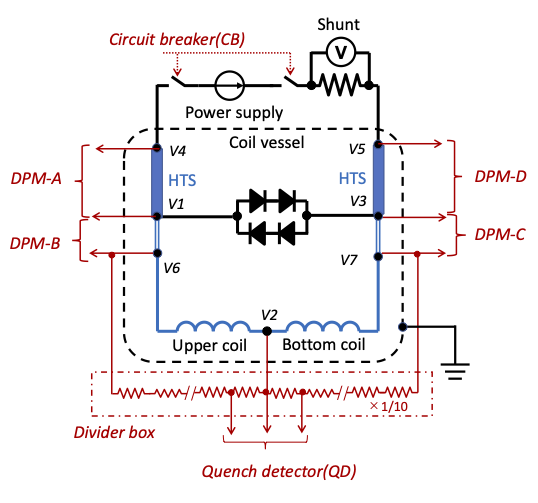 Shunt
Circuit breaker(CB)
V
Power supply
Coil vessel
V4
V5
DPM-A
HTS
HTS
DPM-D
V1
V3
DPM-B
DPM-C
V6
V7
V2
Upper coil
Bottom coil
×1/10
Divider box
Quench detector(QD)